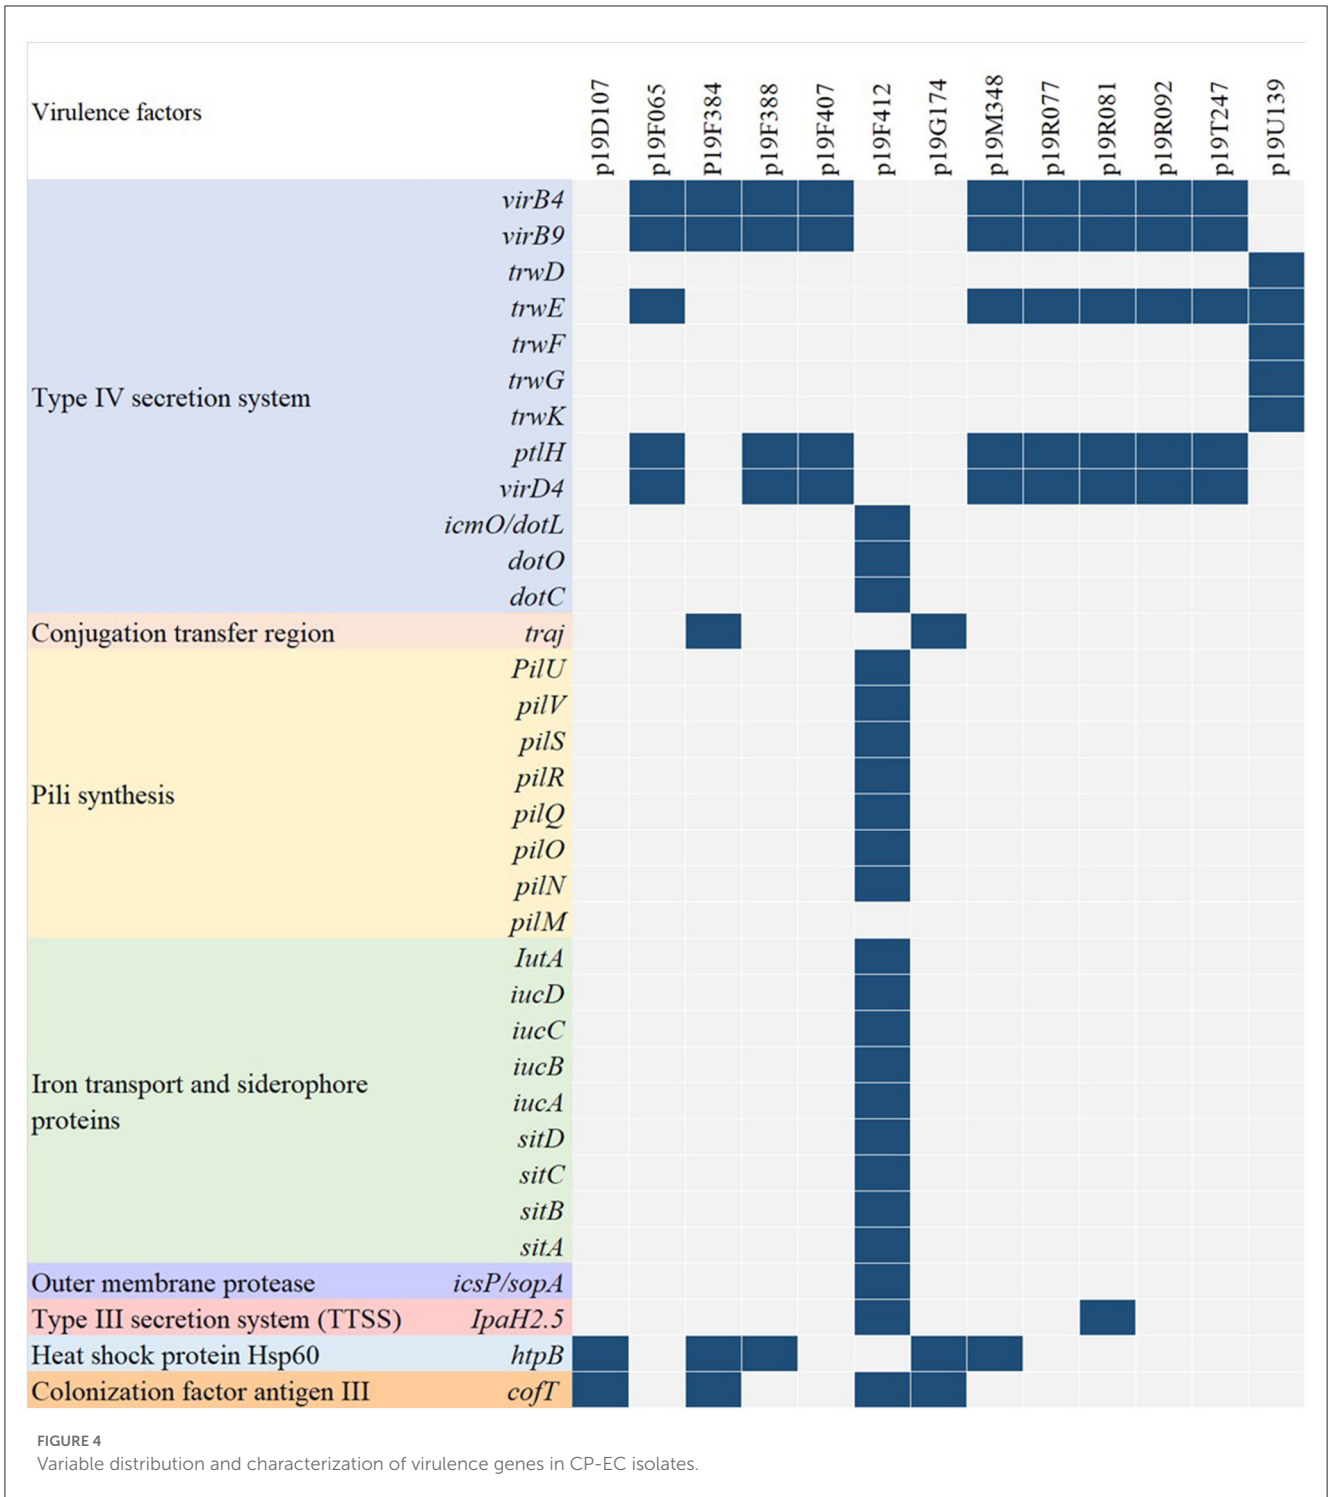 Virulence factors
p19D107
p19F065
P19F384
p19F388
p19F407
p19F412
p19G174
p19M348
p19R077
p19R081
p19R092
p19T247
p19U139
Type IV secretion system
virB4
virB9
trwD
trwE
trwF
trwG
trwK
ptlH
virD4
icmO/dotL
dotO
dotC
Conjugation transfer region traj
Pili synthesis
PilU
pilV
pilS
pilR
pilQ
pilO
pilN
pilM
Iron transport and siderophore
proteins
IutA
iucD
iucC
iucB
iucA
sitD
sitC
sitB
sitA
Outer membrane protease icsP/sopA
Type III secretion system (TTSS) IpaH2.5
Heat shock protein Hsp60 htpB
Colonization factor antigen III cofT
FIGURE 4
Variable distribution and characterization of virulence genes in CP-EC isolates.